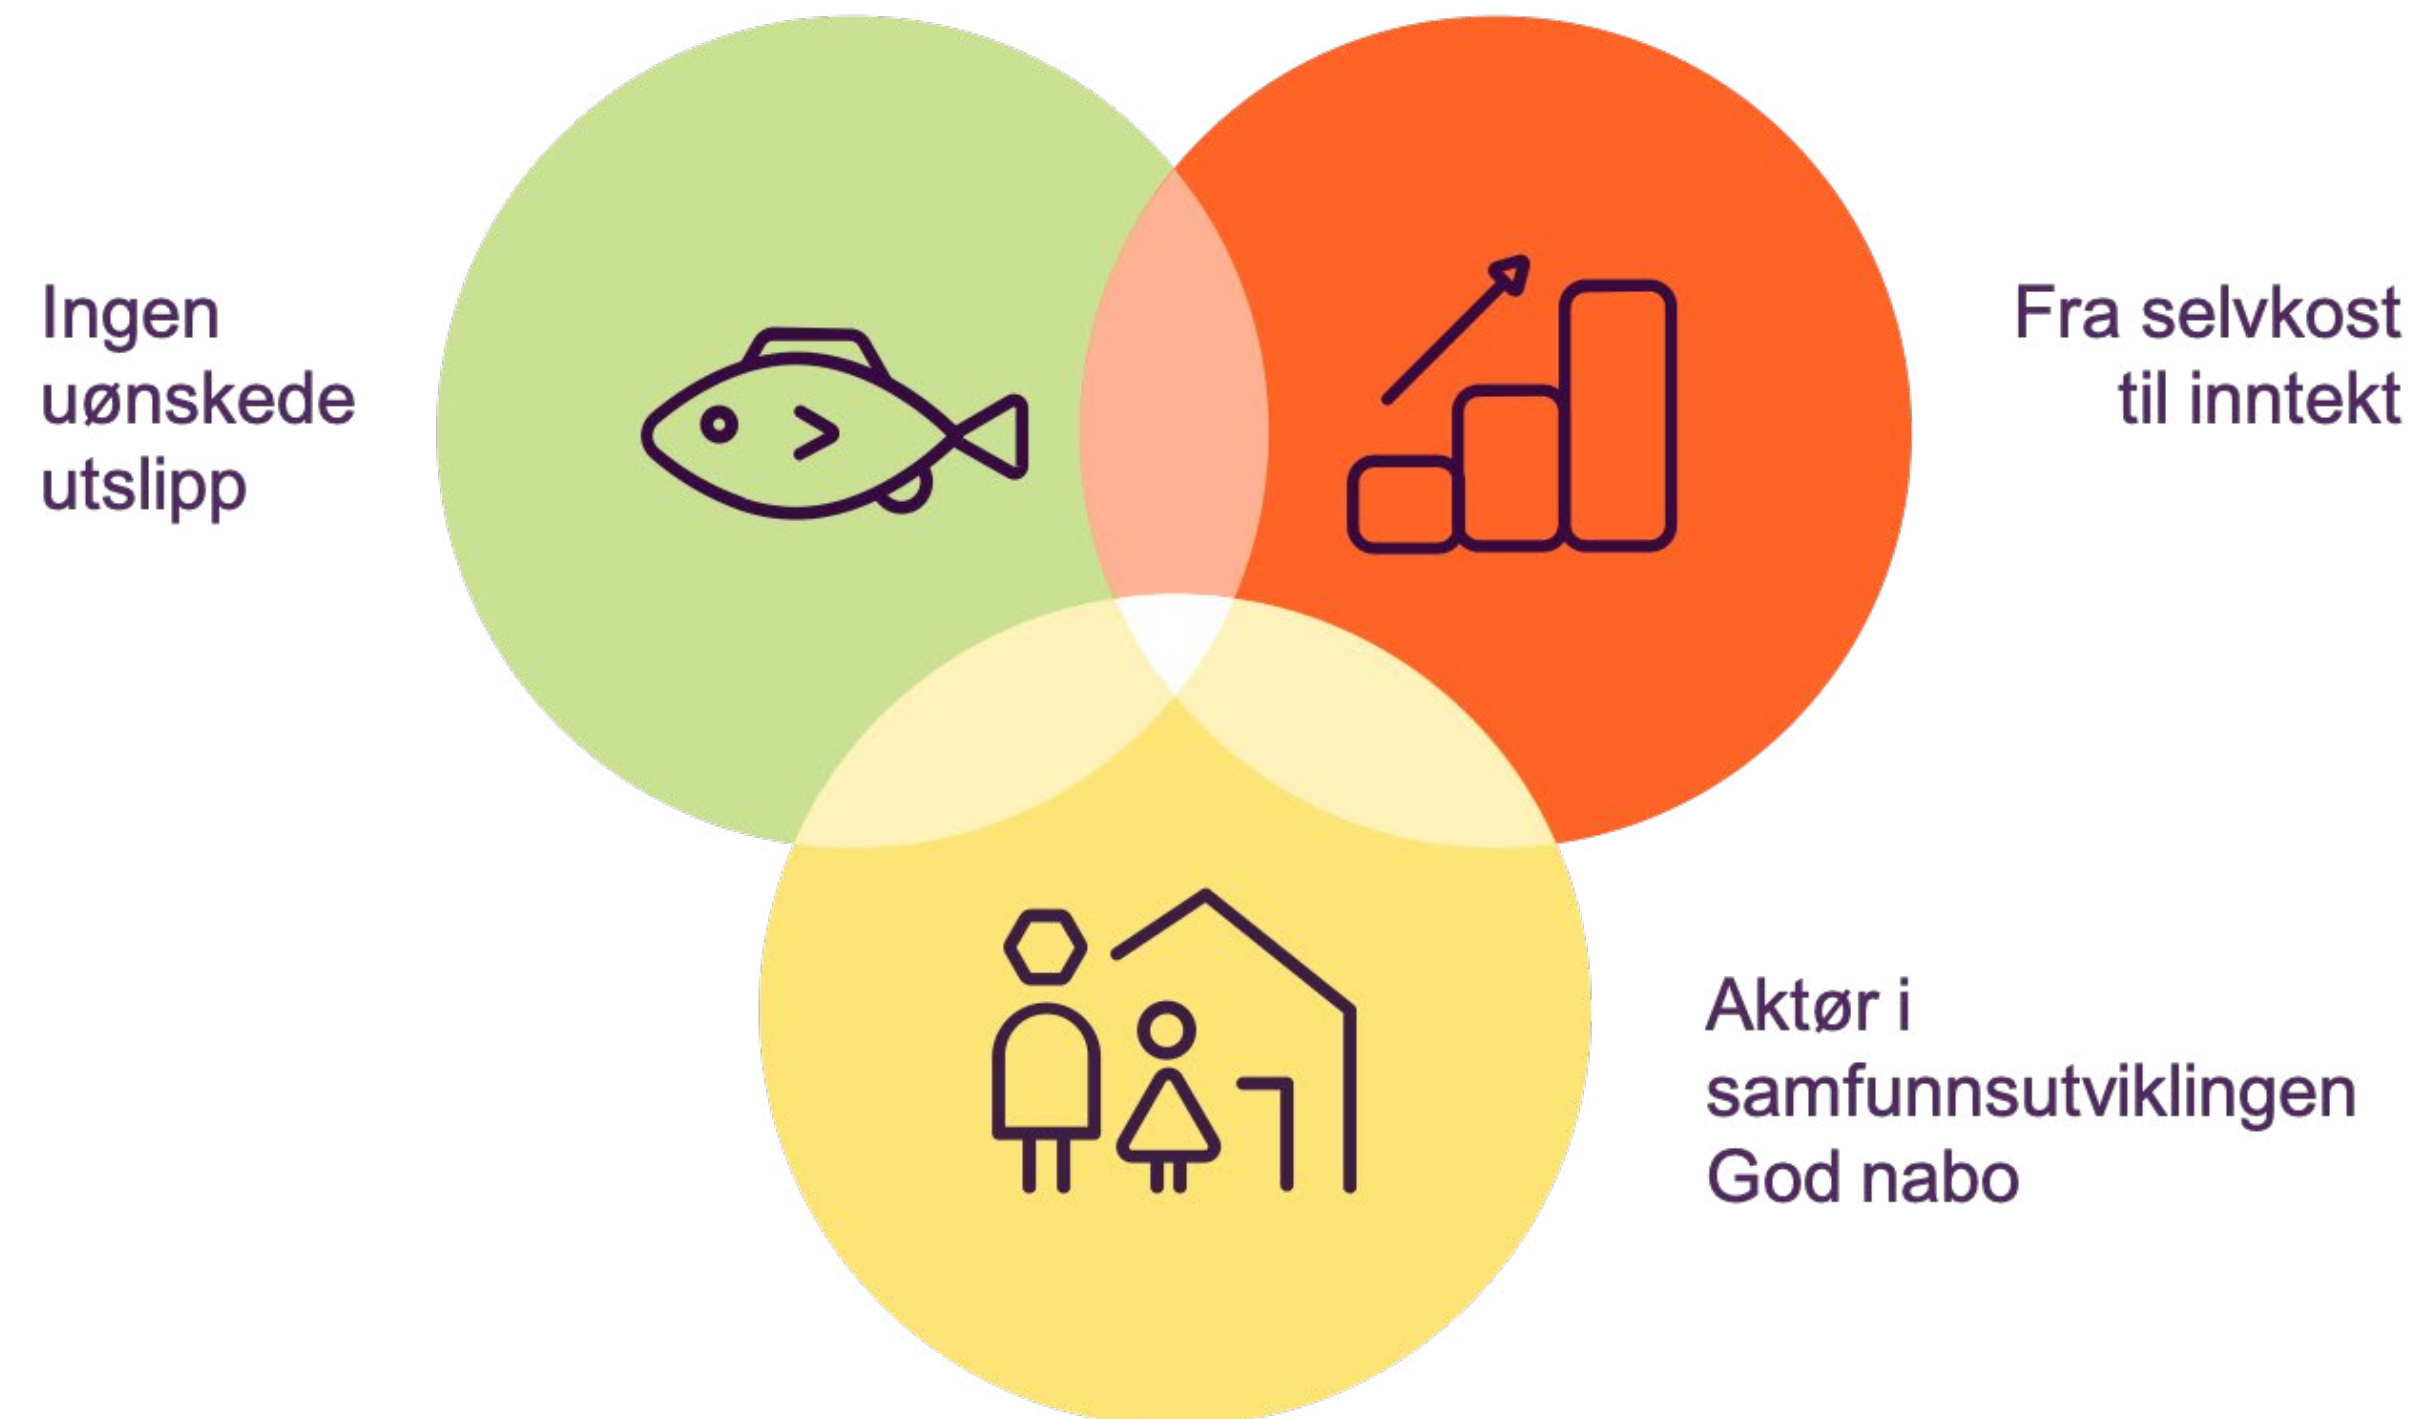 Ingen
uønskede
utslipp
Fra selvkost
til inntekt
Aktør i
samfunnsutviklingen
God nabo